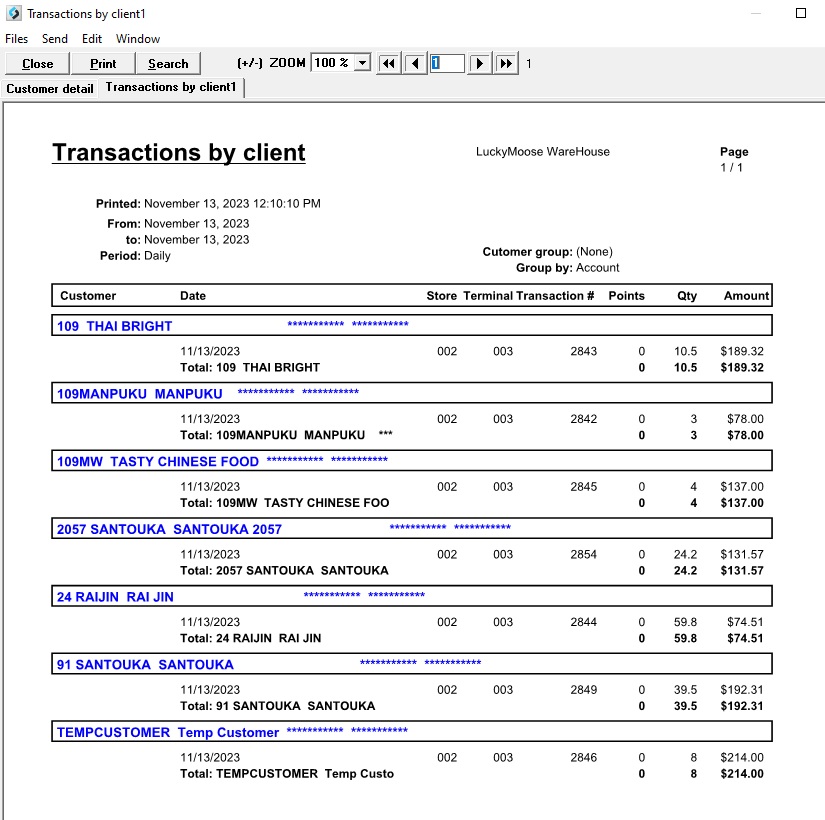 Transactions by client1
Files Send Edit Window
Close Print Search (+/-) ZOOM 100 % 1 1
Customer detail Transactions by client1
Transactions by client LuckyMoose WareHouse Page
1 / 1
Printed: November 13, 2023 12:10:10 PM
From: November 13, 2023
to: November 13, 2023
Period: Daily
Cutomer group: (None)
Group by: Account
Customer Date Store Terminal Transaction # Points Qty Amount
109 THAI BRIGHT *********** ***********
11/13/2023 002 003 2843 0 10.5 $189.32
Total: 109 THAI BRIGHT 0 10.5 $189.32
109MANPUKU MANPUKU *********** ***********
11/13/2023 002 003 2842 0 3 $78.00
Total: 109MANPUKU MANPUKU *** 0 3 $78.00
109MW TASTY CHINESE FOOD *********** ***********
11/13/2023 002 003 2845 0 4 $137.00
Total: 109MW TASTY CHINESE FOO 0 4 $137.00
2057 SANTOUKA SANTOUKA 2057 *********** ***********
11/13/2023 002 003 2854 0 24.2 $131.57
Total: 2057 SANTOUKA SANTOUKA 0 24.2 $131.57
24 RAIJIN RAI JIN *********** ***********
11/13/2023 002 003 2844 0 59.8 $74.51
Total: 24 RAIJIN RAI JIN 0 59.8 $74.51
91 SANTOUKA SANTOUKA *********** ***********
11/13/2023 002 003 2849 0 39.5 $192.31
Total: 91 SANTOUKA SANTOUKA 0 39.5 $192.31
TEMPCUSTOMER Temp Customer *********** ***********
11/13/2023 002 003 2846 0 8 $214.00
Total: TEMPCUSTOMER Temp Custo 0 8 $214.00